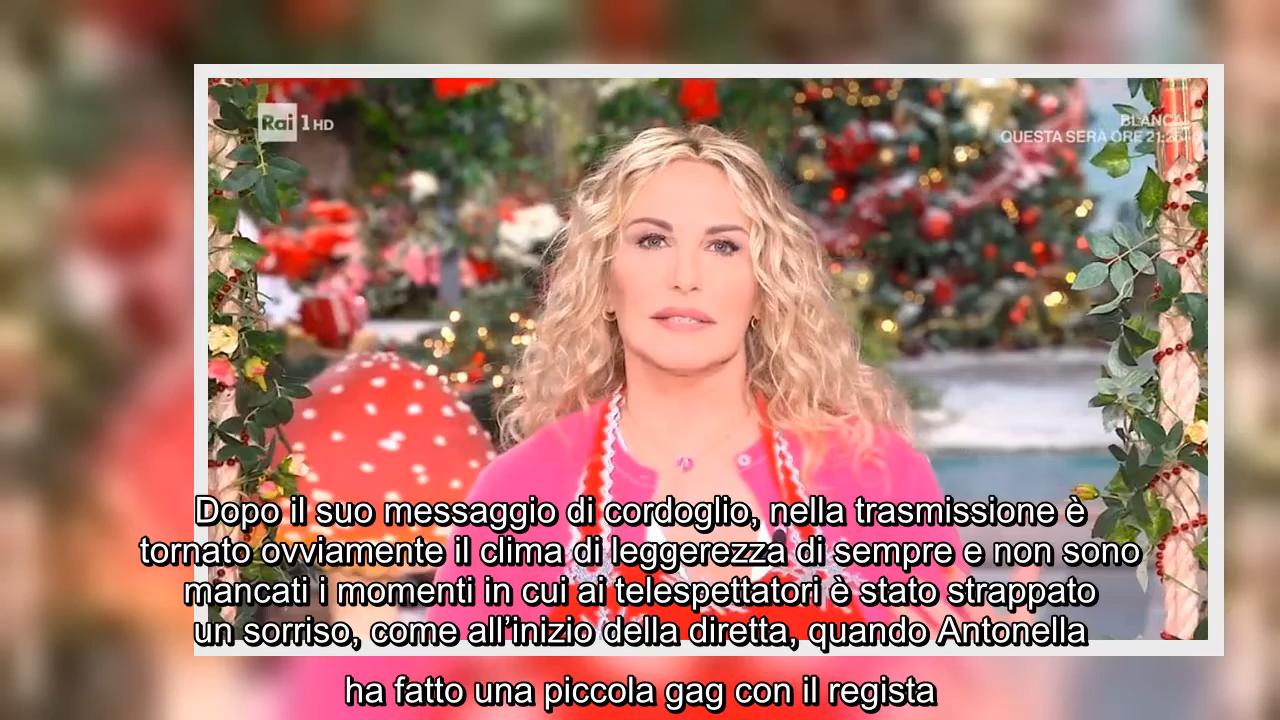 Rai 1 HD
BLANCA
QUESTA SERA ORE 21:25
Dopo il suo messaggio di cordoglio, nella trasmissione è
tornato ovviamente il clima di leggerezza di sempre e non sono
mancati i momenti in cui ai telespettatori è stato strappato
un sorriso, come all’inizio della diretta, quando Antonella
ha fatto una piccola gag con il regista